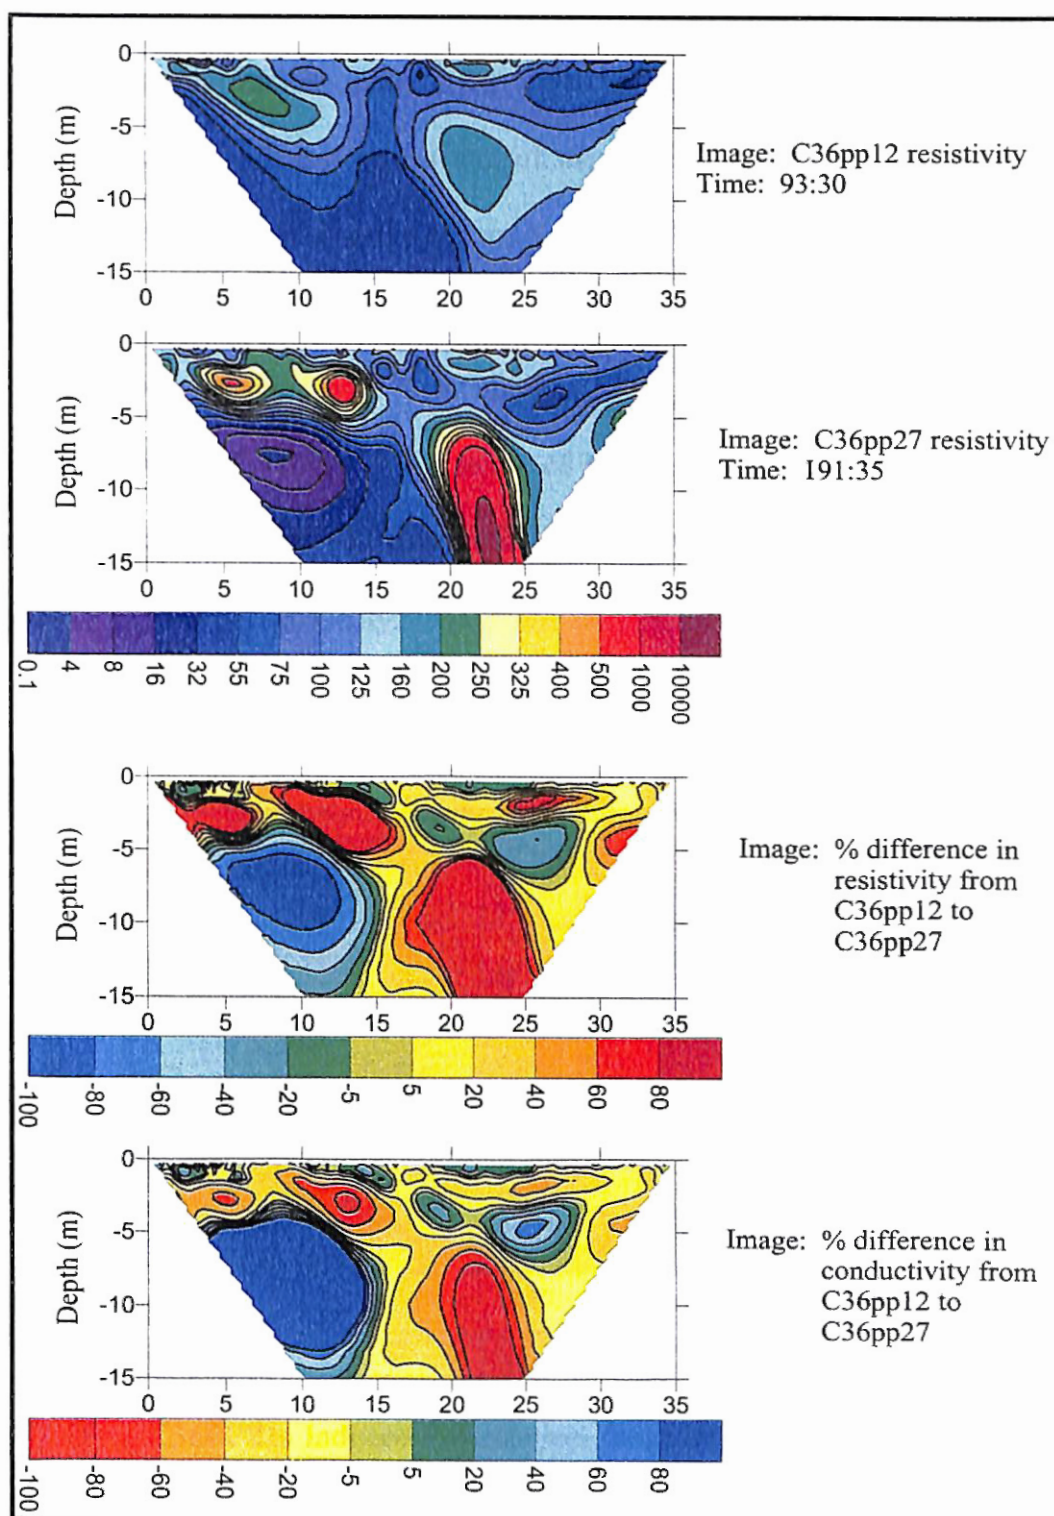 0
-5
-10
-15
Depth (m)
0 5 10 15 20 25 30 35
Image: C36pp12 resistivity
Time: 93:30
0
-5
-10
-15
Depth (m)
0 5 10 15 20 25 30 35
Image: C36pp27 resistivity
Time: 191:35
0.1 4 8 16 32 55 75 100 125 160 200 250 325 400 500 1000 10000
0
-5
-10
-15
Depth (m)
0 5 10 15 20 25 30 35
Image: % difference in
resistivity from
C36pp12 to
C36pp27
-100 -80 -60 -40 -20 -5 5 20 40 60 80
0
-5
-10
-15
Depth (m)
0 5 10 15 20 25 30 35
Image: % difference in
conductivity from
C36pp12 to
C36pp27
-100 -80 -60 -40 -20 -5 5 20 40 60 80